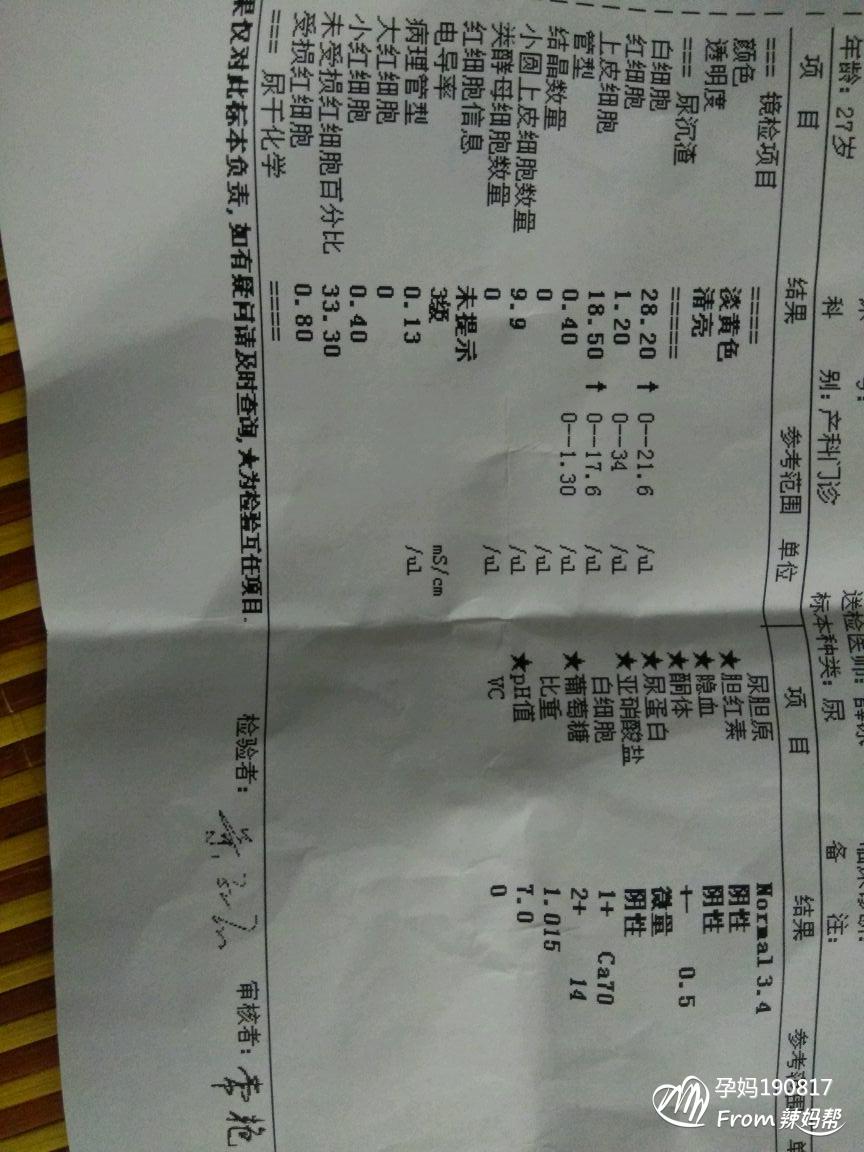 年龄: 27岁
科 别: 产科门诊
送检医师:
标本种类: 尿
备 注:
项 目 结果 参考范围 单位
=== 镜检项目 ====
颜色 淡黄色
透明度 清亮
=== 尿沉渣 =====
白细胞 28.20 ↑ 0--21.6 /ul
红细胞 1.20 0--34 /ul
上皮细胞 18.50 ↑ 0--17.6 /ul
管型 0.40 0--1.30 /ul
结晶数量 0 /ul
小圆上皮细胞数量 9.9 /ul
类酵母细胞数量 0 /ul
红细胞信息 未提示
电导率 3级 mS/cm
病理管型 0.13 /ul
大红细胞 0
小红细胞 0.40
未受损红细胞百分比 33.30
受损红细胞 0.80
=== 尿干化学 ====
项 目 结果 参考范围 单
尿胆原 Normal 3.4
★胆红素 阴性
★隐血 阴性
★酮体 +- 0.5
★尿蛋白 微量
★亚硝酸盐 阴性
白细胞 1+ Ca70
★葡萄糖 2+ 14
比重 1.015
★pH值 7.0
VC 0
果仅对此标本负责, 如有疑问请及时查询, ★为检验互任项目.
检验者:
审核者: 常艳
孕妈190817
From 辣妈帮